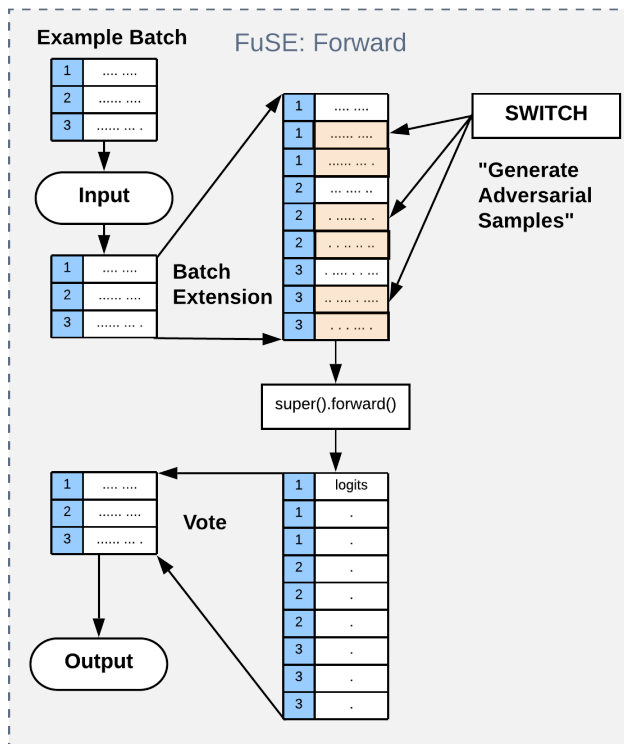 FuSE: Forward
Example Batch
1 .... ....
2 ...... ....
3 ...... ... .
Input
1 .... ....
2 ...... ....
3 ...... ... .
Batch
Extension
1 .... ....
1 ...... ....
1 ...... ... .
2 ... .... ..
2 . ..... .. .
2 . . .. .. ..
3 . .... . . ...
3 .. .... . ....
3 . . . ... .
SWITCH
"Generate
Adversarial
Samples"
super().forward()
1 logits
1 .
1 .
2 .
2 .
2 .
3 .
3 .
3 .
Vote
1 .... ....
2 ...... ....
3 ...... ... .
Output